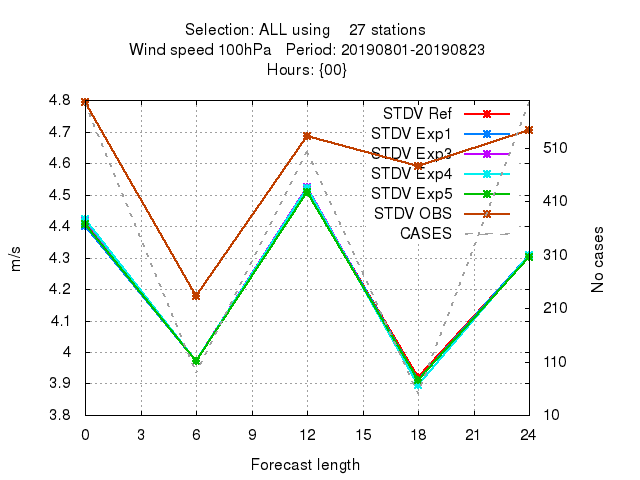 Selection: ALL using 27 stations
Wind speed 100hPa Period: 20190801-20190823
Hours: {00}
4.8
4.7
4.6
4.5
4.4
4.3
4.2
4.1
4
3.9
3.8
m/s
STDV Ref
STDV Exp1
STDV Exp3
STDV Exp4
STDV Exp5
STDV OBS
CASES
510
410
310
210
110
10
No cases
0 3 6 9 12 15 18 21 24
Forecast length